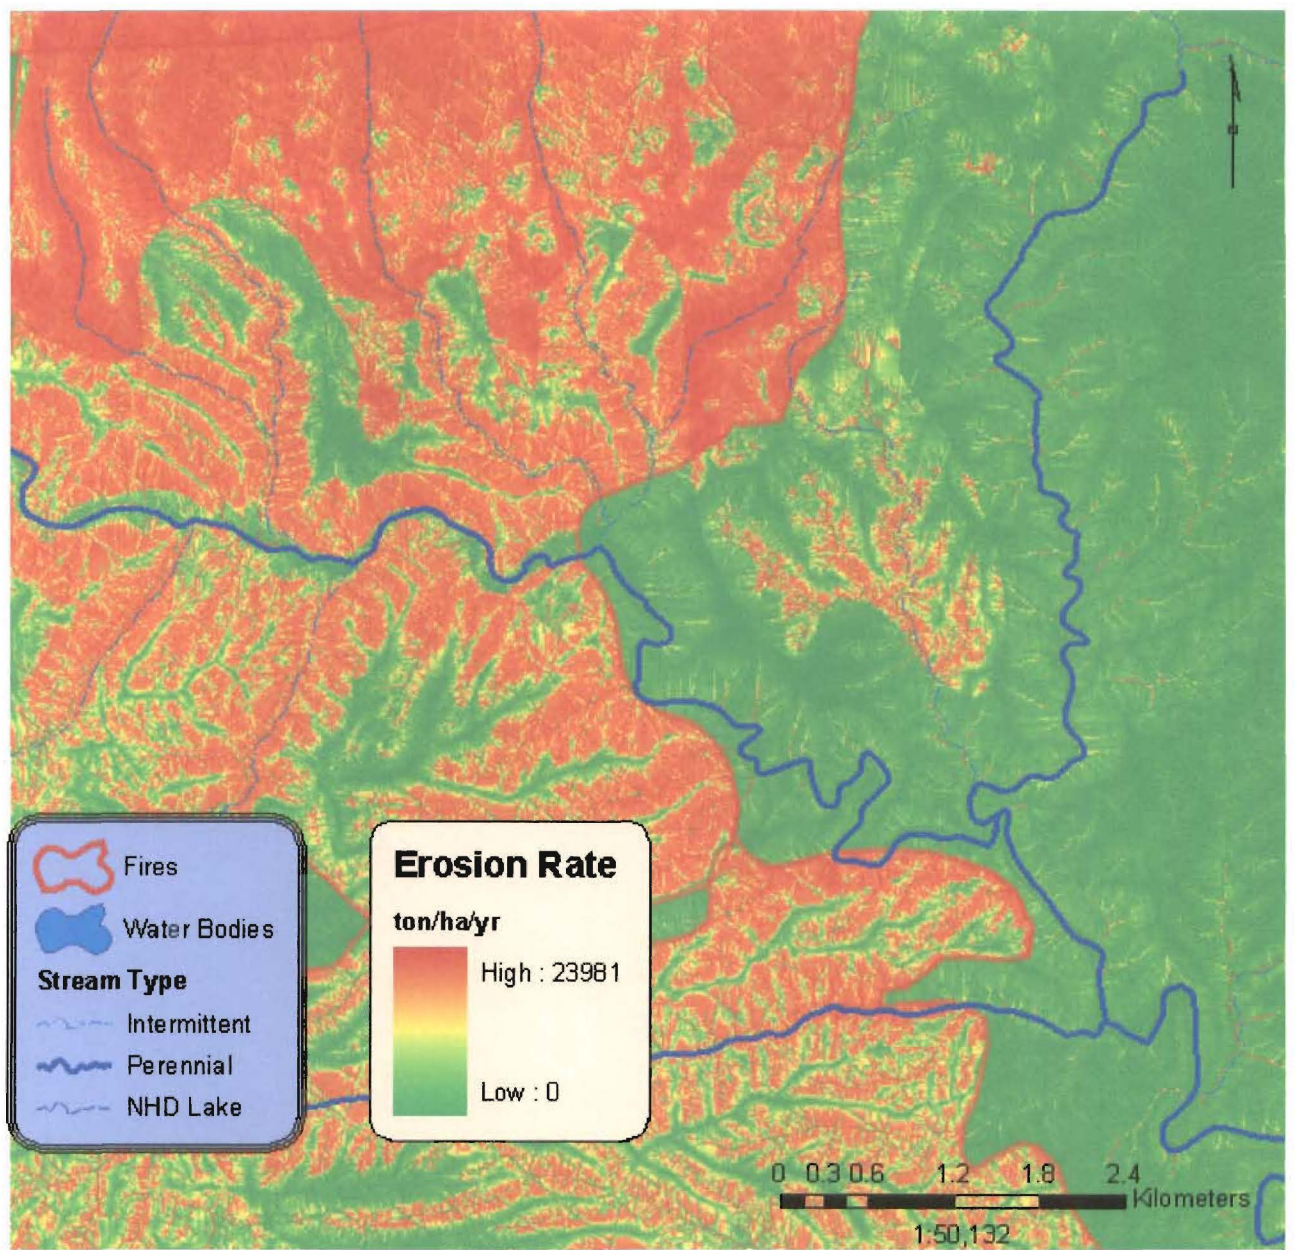 Fires
Water Bodies
Stream Type
Intermittent
Perennial
NHD Lake
Erosion Rate
ton/ha/yr
High : 23981
Low : 0
0 0.3 0.6 1.2 1.8 2.4
Kilometers
1:50,132